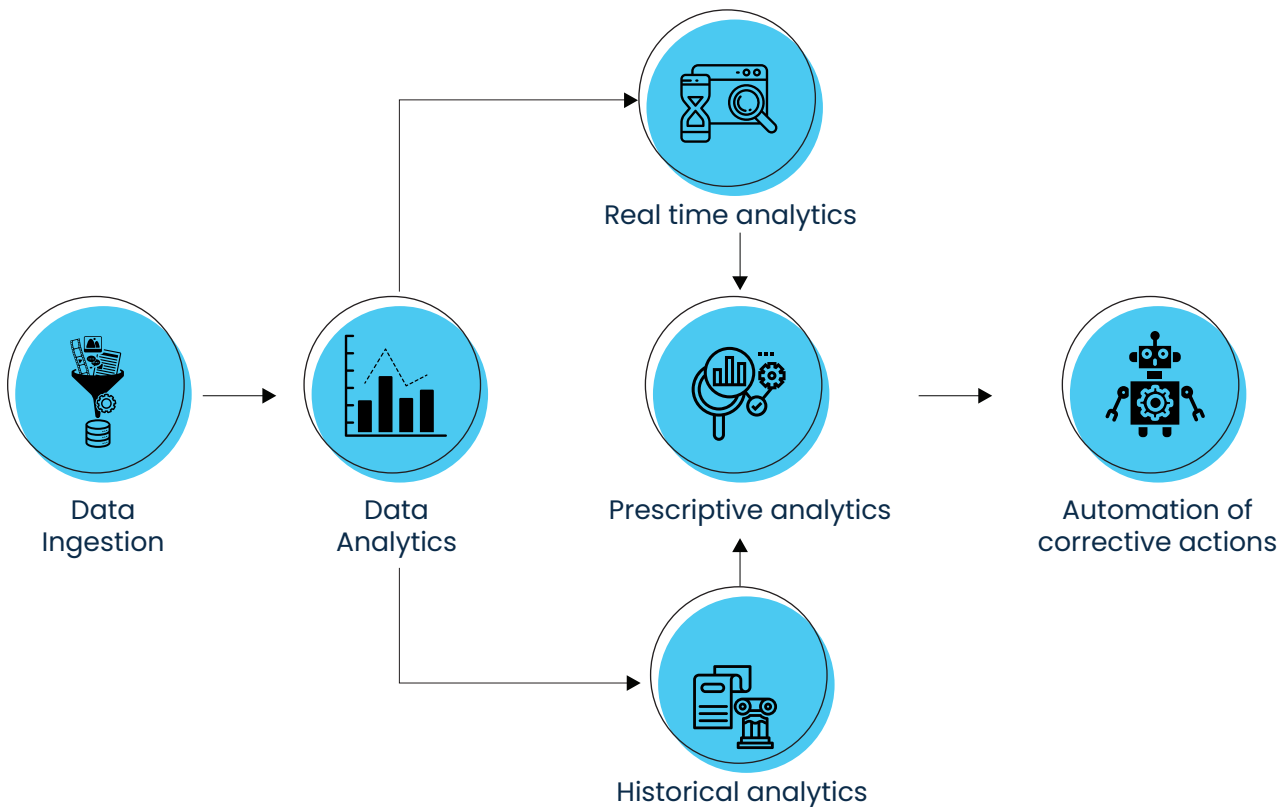 Real time analytics
Data
Ingestion
Data
Analytics
Prescriptive analytics
Automation of
corrective actions
Historical analytics